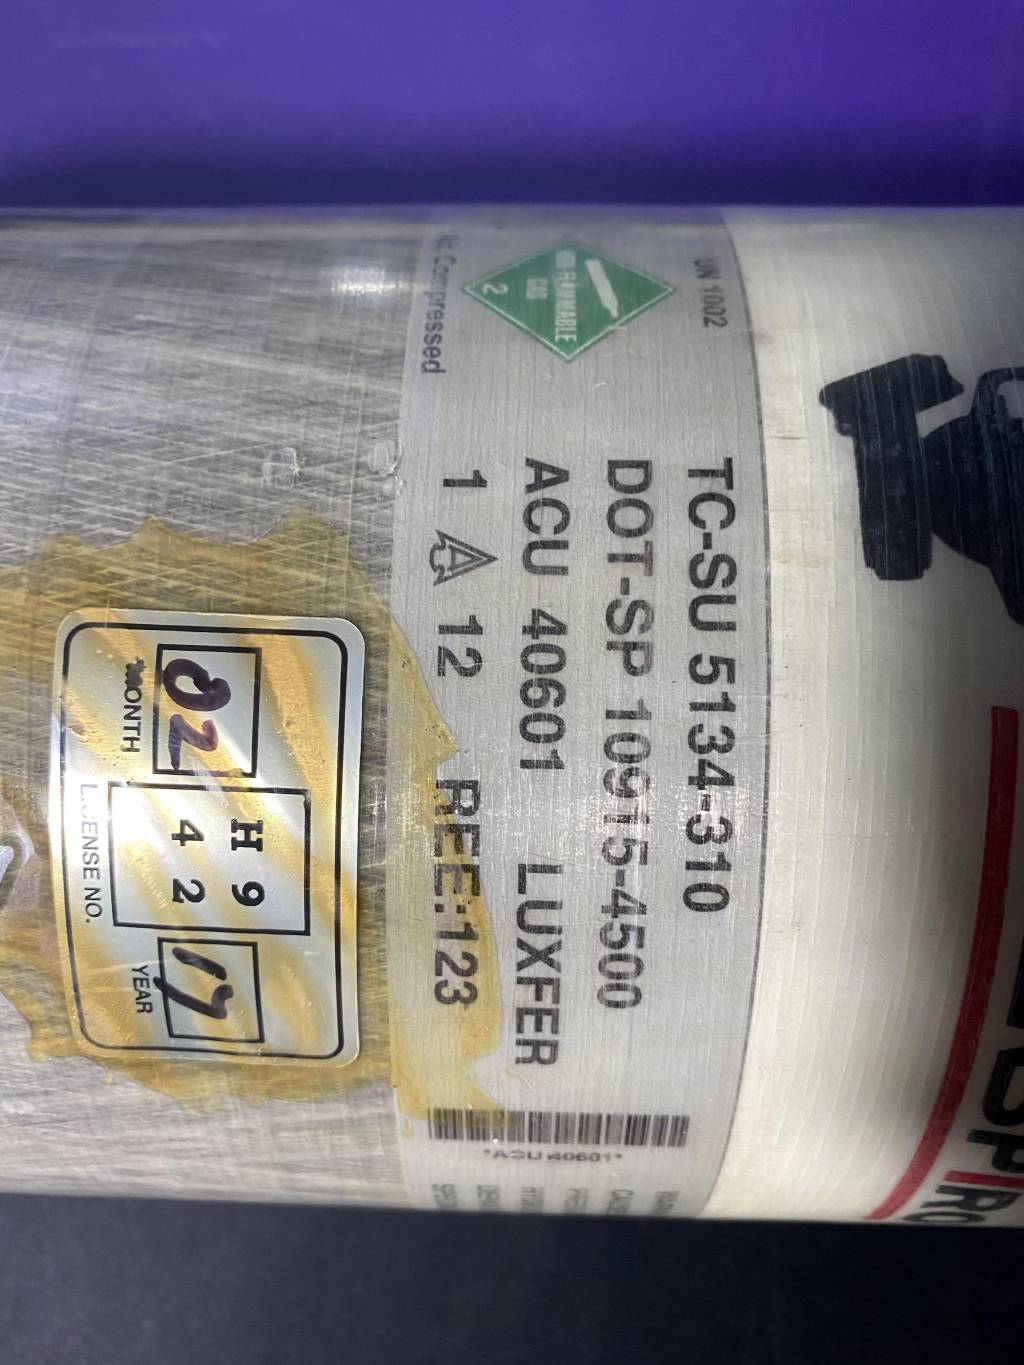 UN 1002
NON-FLAMMABLE
GAS
2
Air Compressed
TC-SU 5134-310
DOT-SP 10915-4500
ACU 40601 LUXFER
1 A 12 REE:123
*ACU 40601*
02
H 9
4 2
17
MONTH
YEAR
LICENSE NO.